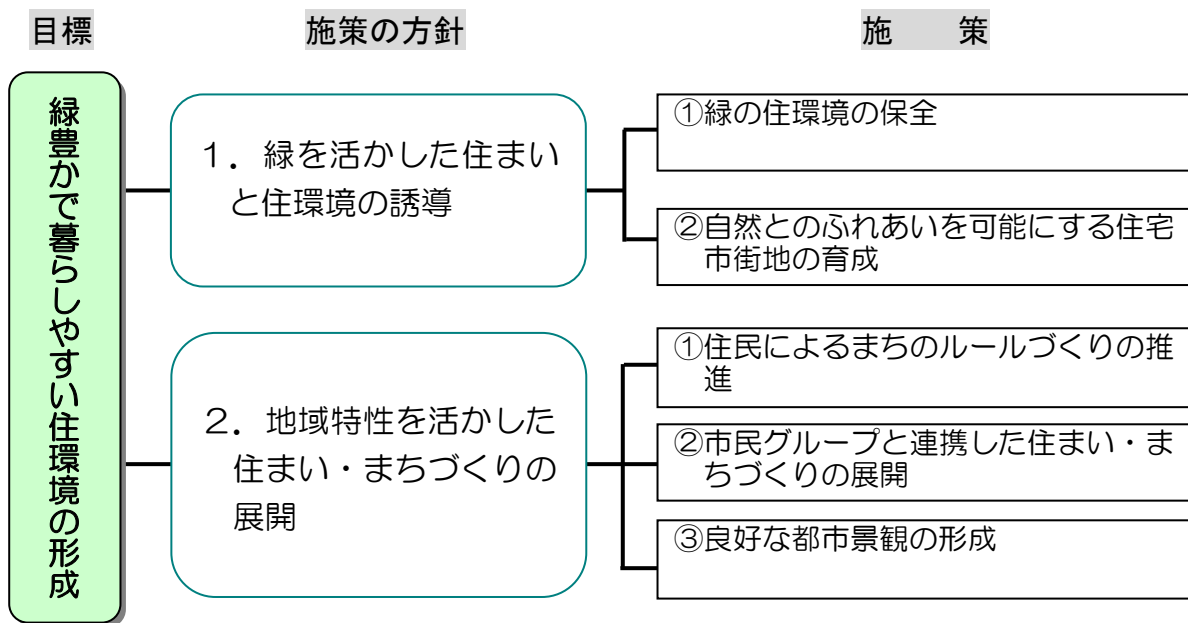 目標
施策の方針
施　　策
緑豊かで暮らしやすい住環境の形成
１．緑を活かした住まい
と住環境の誘導
①緑の住環境の保全
②自然とのふれあいを可能にする住宅
市街地の育成
２．地域特性を活かした
住まい・まちづくりの
展開
①住民によるまちのルールづくりの推
進
②市民グループと連携した住まい・ま
ちづくりの展開
③良好な都市景観の形成